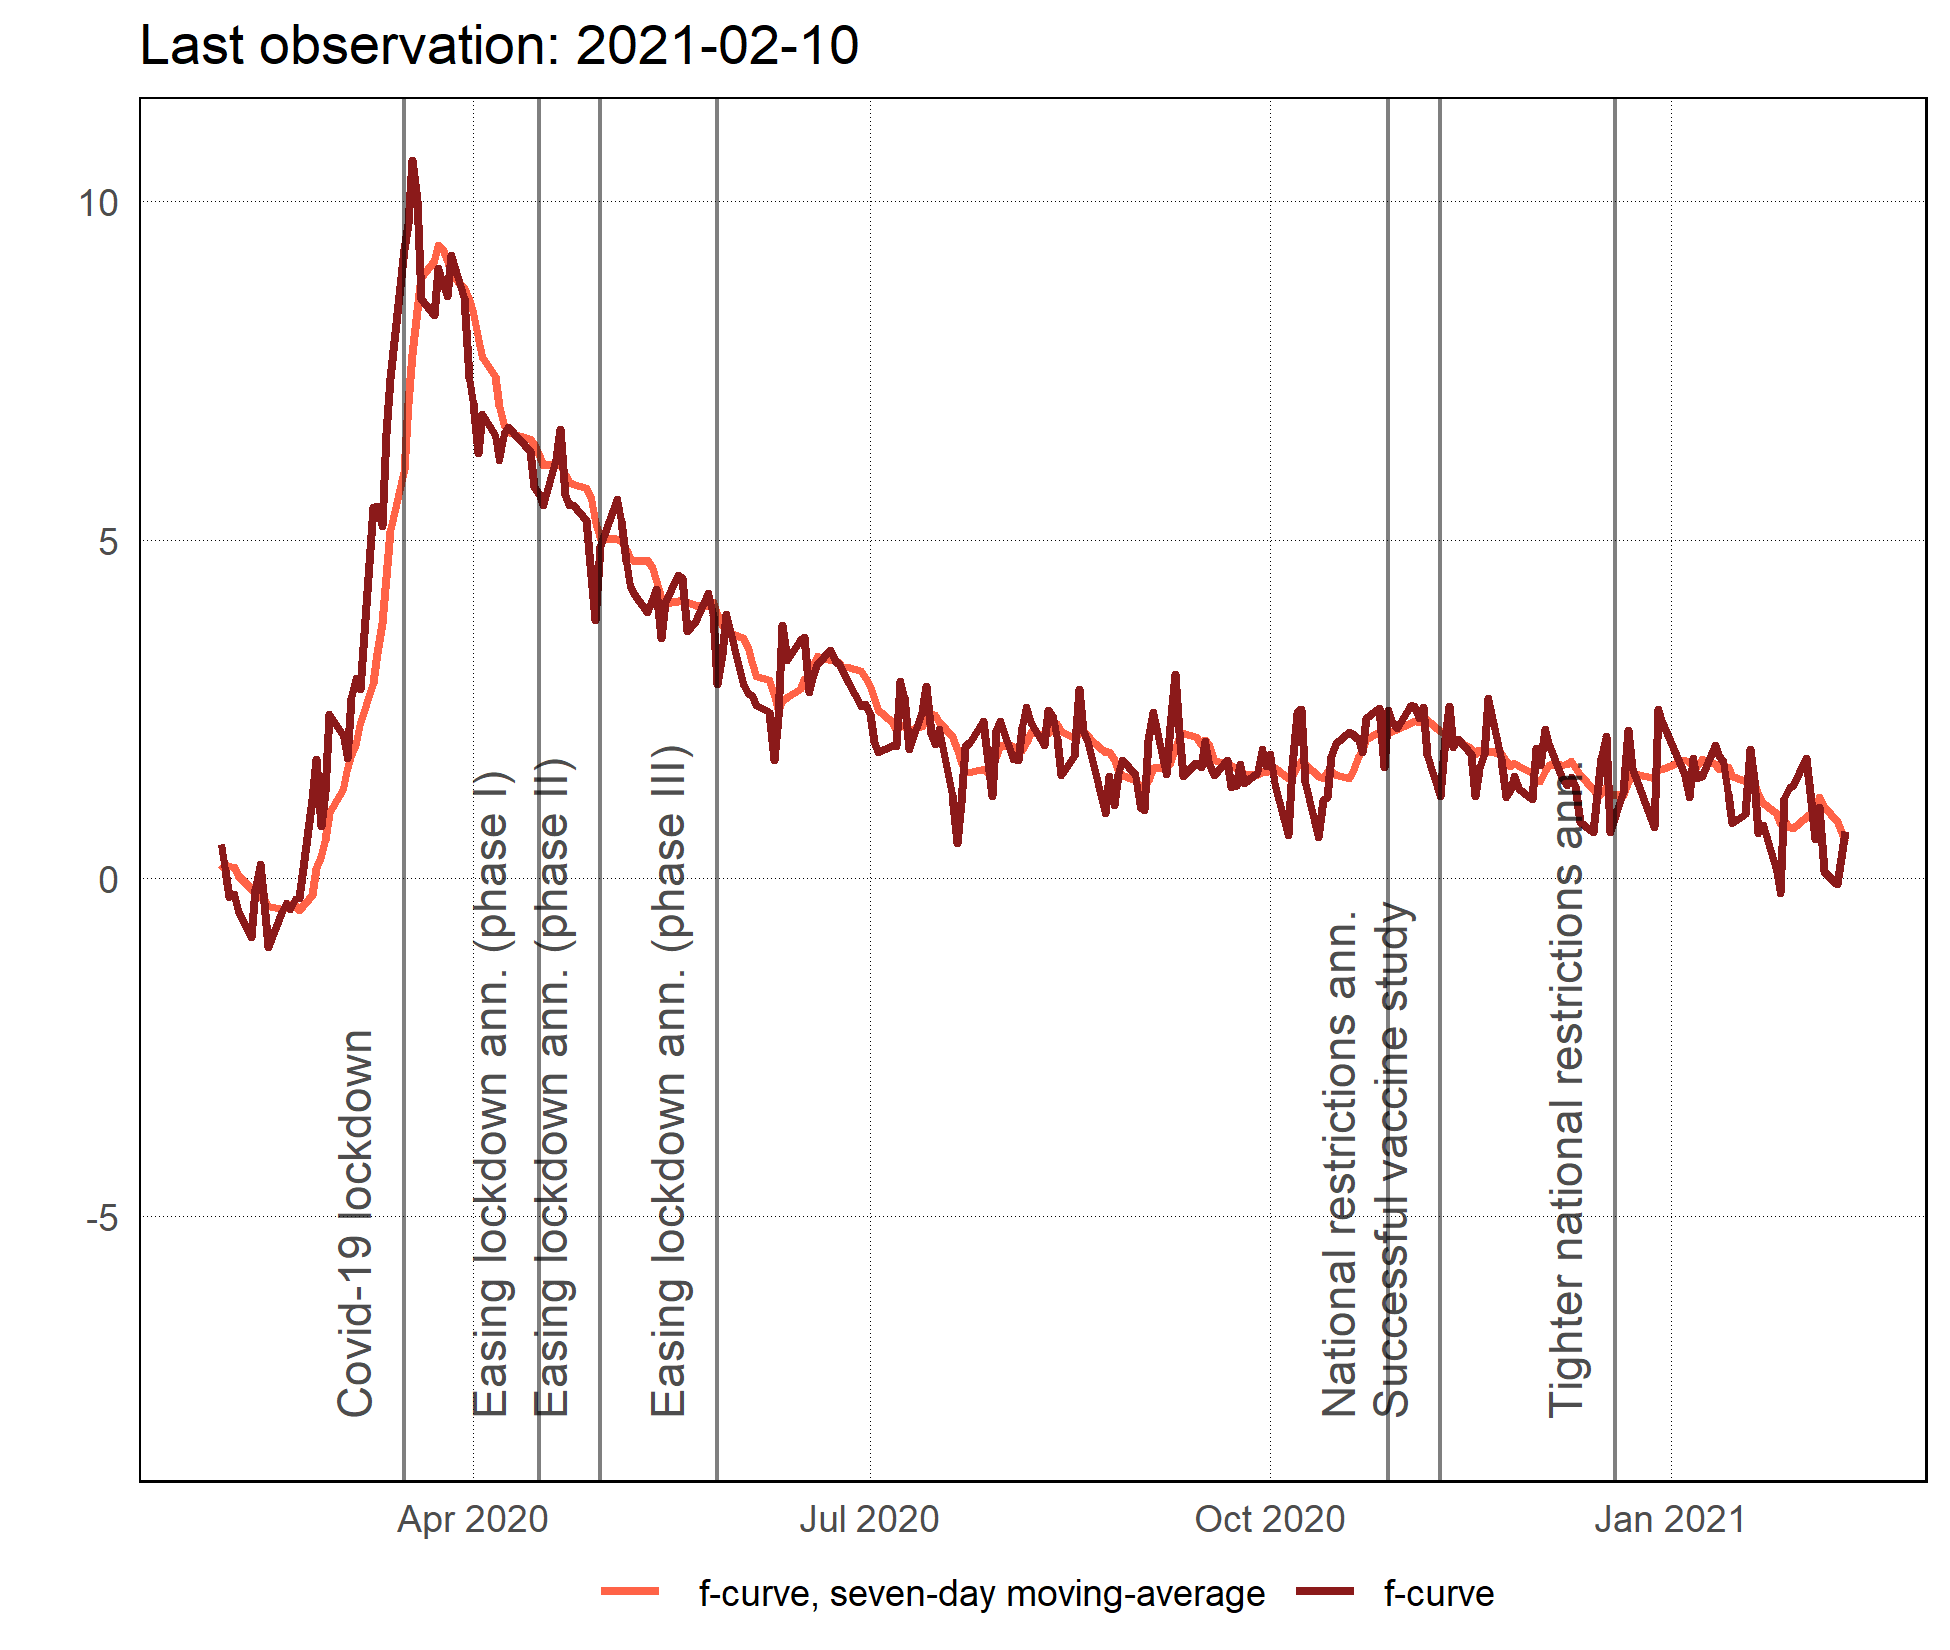 Last observation: 2021-02-10
10
5
0
-5
Covid-19 lockdown
Easing lockdown ann. (phase I)
Easing lockdown ann. (phase II)
Easing lockdown ann. (phase III)
National restrictions ann.
Successful vaccine study
Tighter national restrictions ann.
Apr 2020
Jul 2020
Oct 2020
Jan 2021
f-curve, seven-day moving-average
f-curve